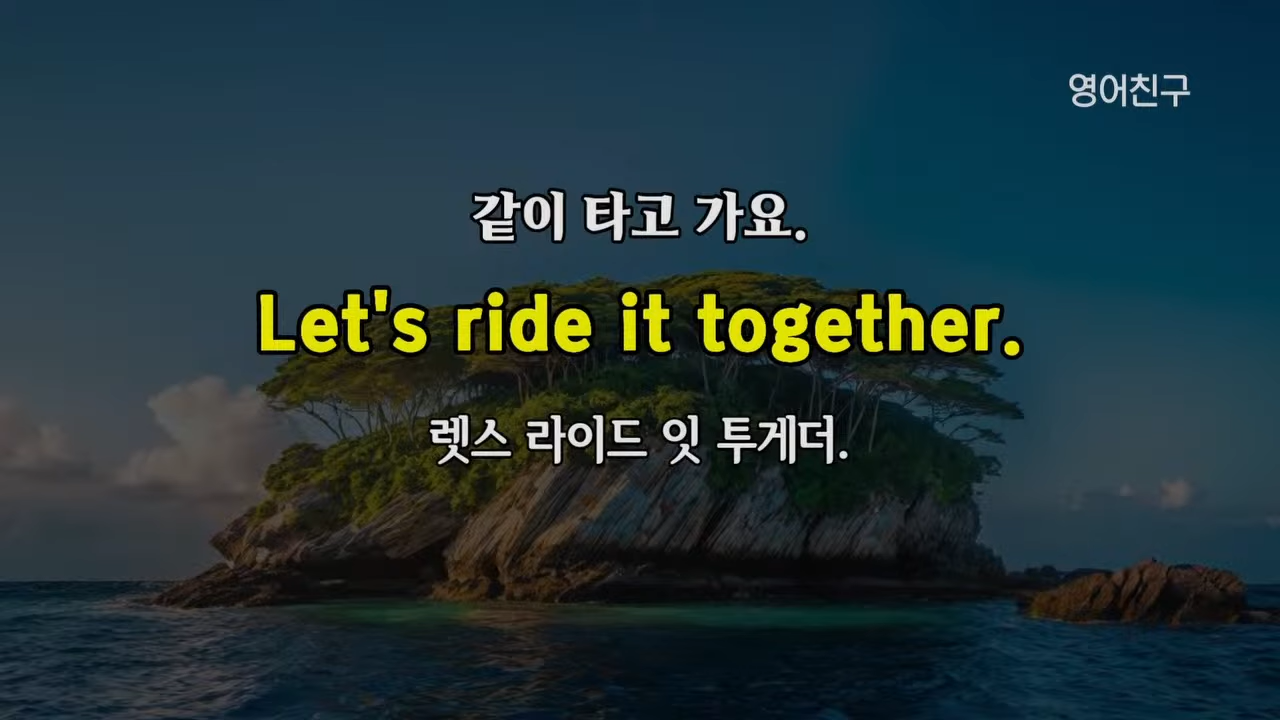 영어친구
같이 타고 가요.
Let's ride it together.
렛스 라이드 잇 투게더.